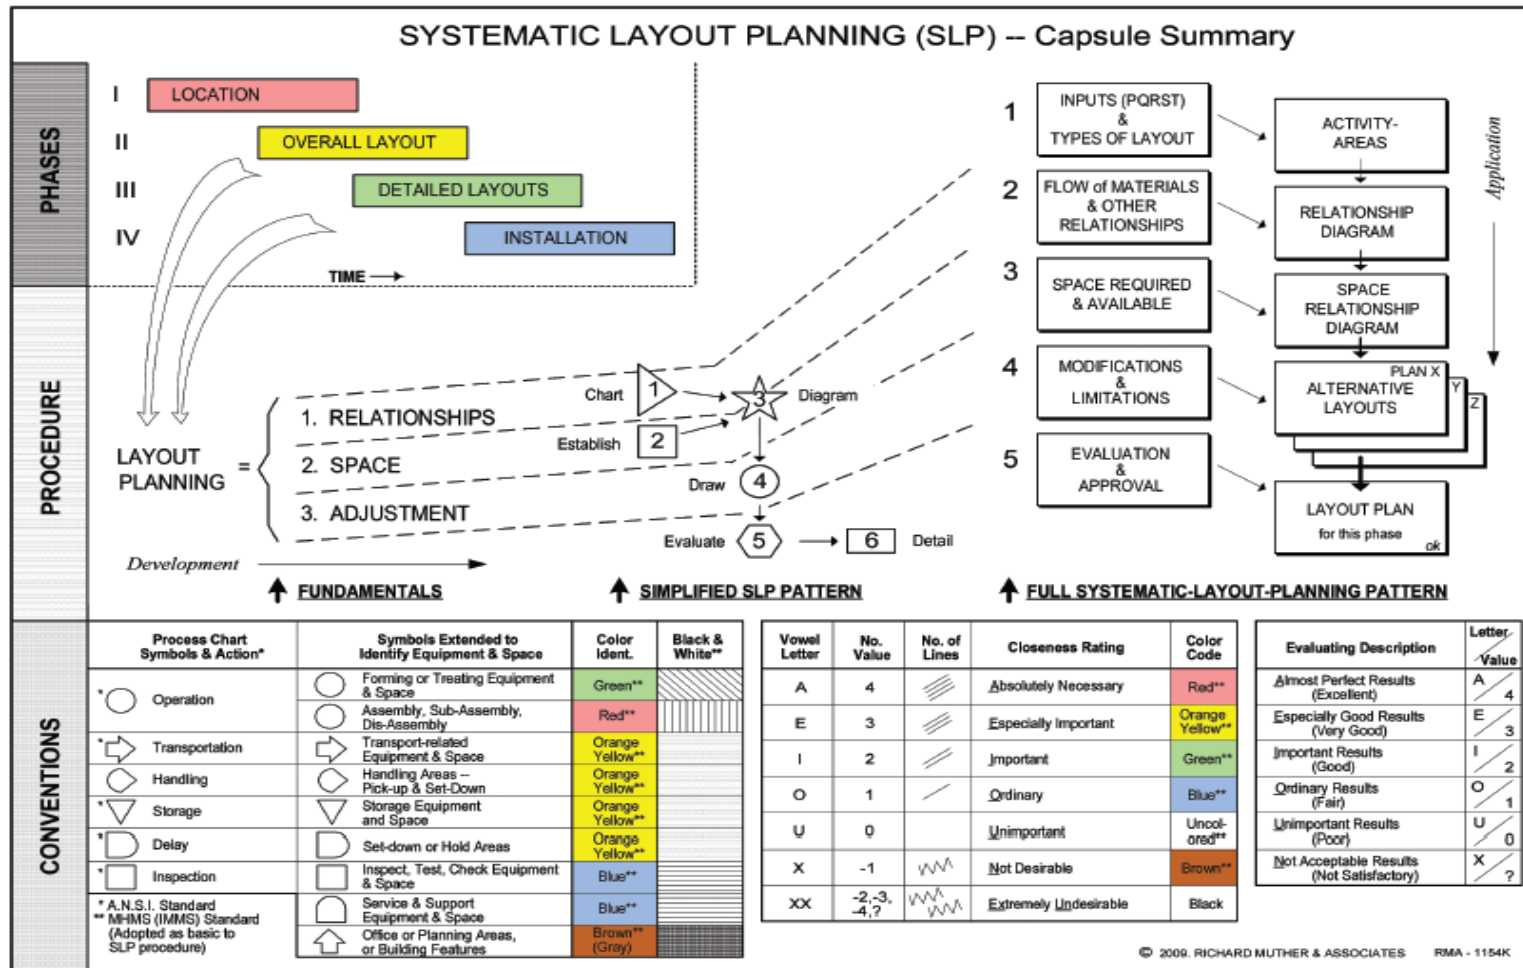 SYSTEMATIC LAYOUT PLANNING (SLP) -- Capsule Summary
PHASES
I
LOCATION
II
OVERALL LAYOUT
III
DETAILED LAYOUTS
IV
INSTALLATION
TIME
PROCEDURE
LAYOUT
PLANNING
=
1. RELATIONSHIPS
2. SPACE
3. ADJUSTMENT
Development
FUNDAMENTALS
Chart
1
3
Diagram
Establish
2
Draw
4
Evaluate
5
6
Detail
SIMPLIFIED SLP PATTERN
1
INPUTS (PQRST)
&
TYPES OF LAYOUT
ACTIVITY-
AREAS
2
FLOW of MATERIALS
& OTHER
RELATIONSHIPS
RELATIONSHIP
DIAGRAM
3
SPACE REQUIRED
& AVAILABLE
SPACE
RELATIONSHIP
DIAGRAM
4
MODIFICATIONS
&
LIMITATIONS
PLAN X
Y
Z
ALTERNATIVE
LAYOUTS
5
EVALUATION
&
APPROVAL
LAYOUT PLAN
for this phase
ok
Application
FULL SYSTEMATIC-LAYOUT-PLANNING PATTERN
CONVENTIONS
Process Chart
Symbols & Action*
Symbols Extended to
Identify Equipment & Space
Color
Ident.
Black &
White**
* Operation
Forming or Treating Equipment
& Space
Green**
Assembly, Sub-Assembly,
Dis-Assembly
Red**
* Transportation
Transport-related
Equipment & Space
Orange
Yellow**
Handling
Handling Areas --
Pick-up & Set-Down
Orange
Yellow**
* Storage
Storage Equipment
and Space
Orange
Yellow**
* Delay
Set-down or Hold Areas
Orange
Yellow**
* Inspection
Inspect, Test, Check Equipment
& Space
Blue**
Service & Support
Equipment & Space
Blue**
Office or Planning Areas,
or Building Features
Brown**
(Gray)
* A.N.S.I. Standard
** MHMS (IMMS) Standard
(Adopted as basic to
SLP procedure)
Vowel
Letter
No.
Value
No. of
Lines
Closeness Rating
Color
Code
A 4 Absolutely Necessary Red**
E 3 Especially Important Orange
Yellow**
I 2 Important Green**
O 1 Ordinary Blue**
U 0 Unimportant Uncol-
ored**
X -1 Not Desirable Brown**
XX -2,-3,
-4,? Extremely Undesirable Black
Evaluating Description
Letter
Value
Almost Perfect Results
(Excellent)
A
4
Especially Good Results
(Very Good)
E
3
Important Results
(Good)
I
2
Ordinary Results
(Fair)
O
1
Unimportant Results
(Poor)
U
0
Not Acceptable Results
(Not Satisfactory)
X
?
© 2009. RICHARD MUTHER & ASSOCIATES RMA - 1154K